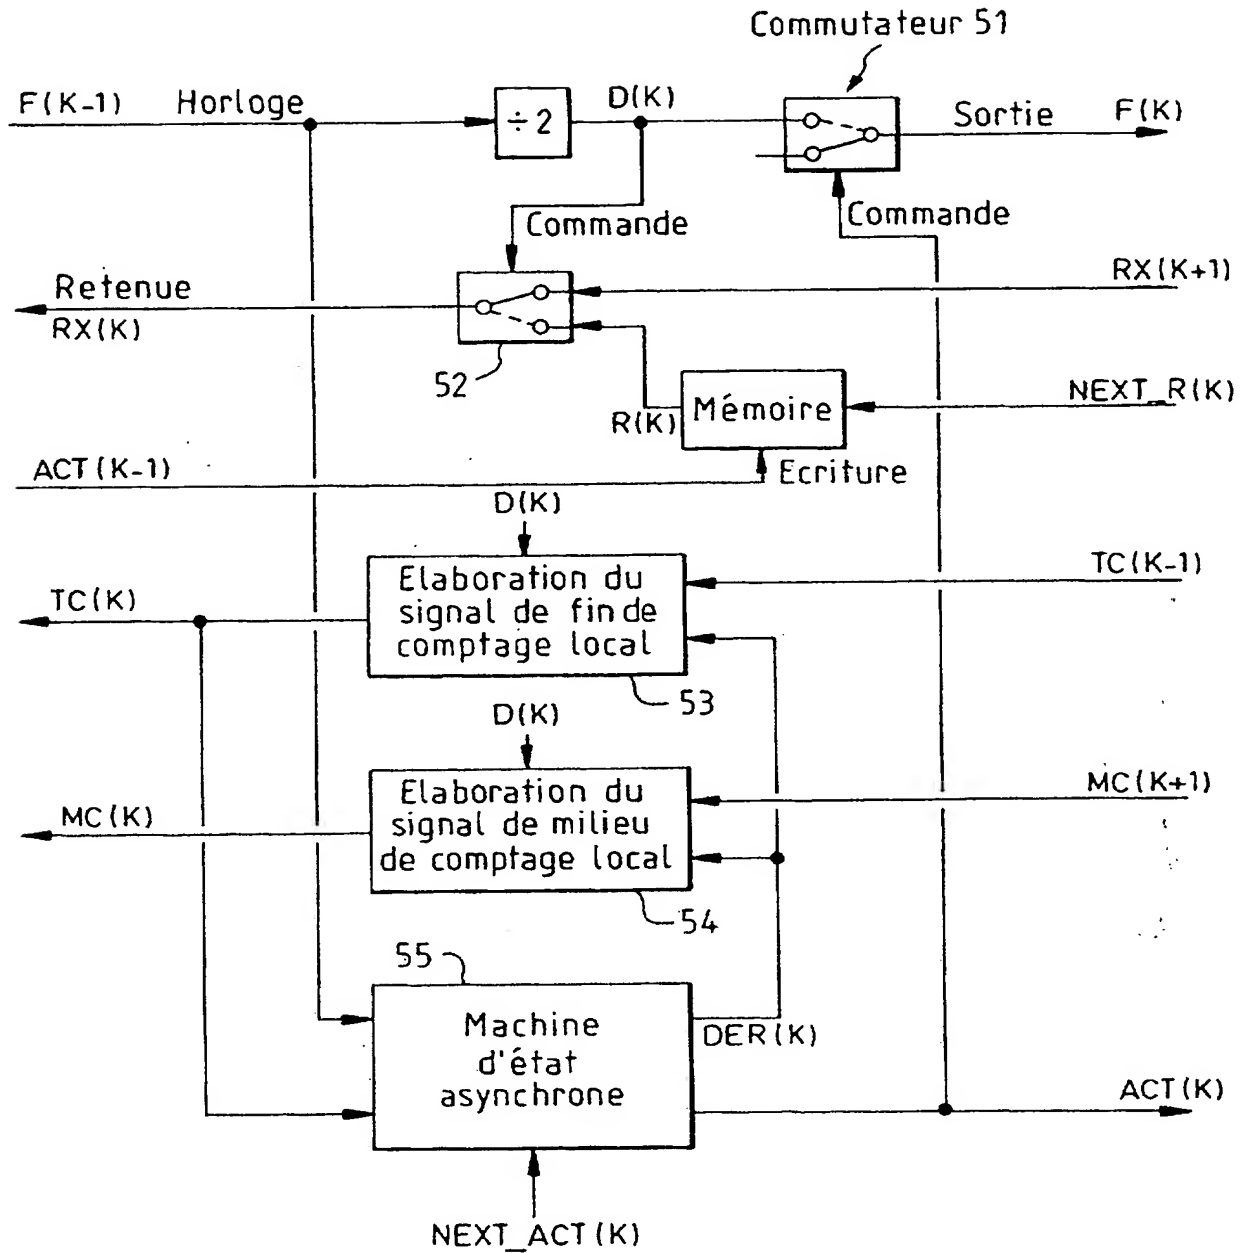 Commutateur 51
F(K-1) Horloge
÷2
D(K)
Sortie
F(K)
Commande
Commande
Retenue
RX(K)
RX(K+1)
52
R(K)
Mémoire
NEXT_R(K)
ACT(K-1)
Ecriture
D(K)
TC(K)
Elaboration du
signal de fin de
comptage local
TC(K-1)
53
D(K)
MC(K)
Elaboration du
signal de milieu
de comptage local
MC(K+1)
54
55
Machine
d'état
asynchrone
DER(K)
ACT(K)
NEXT_ACT(K)